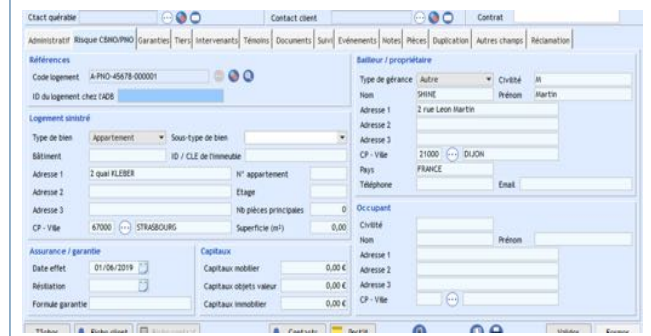 Ctact quérable Contact client Contrat
Administratif Risque CBNO/PNO Garanties Tiers Intervenants Témoins Documents Suivi Evénements Notes Pièces Duplication Autres champs Réclamation
Références
Code logement A-PNO-45678-000001
ID du logement chez l'ADB
Logement sinistré
Type de bien Appartement Sous-type de bien
Bâtiment ID / CLE de l'immeuble
Adresse 1 2 quai KLEBER N° appartement
Adresse 2 Etage
Adresse 3 Nb pièces principales 0
CP - Ville 67000 STRASBOURG Superficie (m²) 0,00
Assurance / garantie
Date effet 01/06/2019
Résiliation
Formule garantie
Capitaux
Capitaux mobilier 0,00 €
Capitaux objets valeur 0,00 €
Capitaux immobilier 0,00 €
Bailleur / propriétaire
Type de gérance Autre Civilité M
Nom SHINE Prénom Martin
Adresse 1 2 rue Leon Martin
Adresse 2
Adresse 3
CP - Ville 21000 DIJON
Pays FRANCE
Téléphone Email
Occupant
Civilité
Nom Prénom
Adresse 1
Adresse 2
Adresse 3
CP - Ville
Tâches Fiche client Contacts Valider Fermer